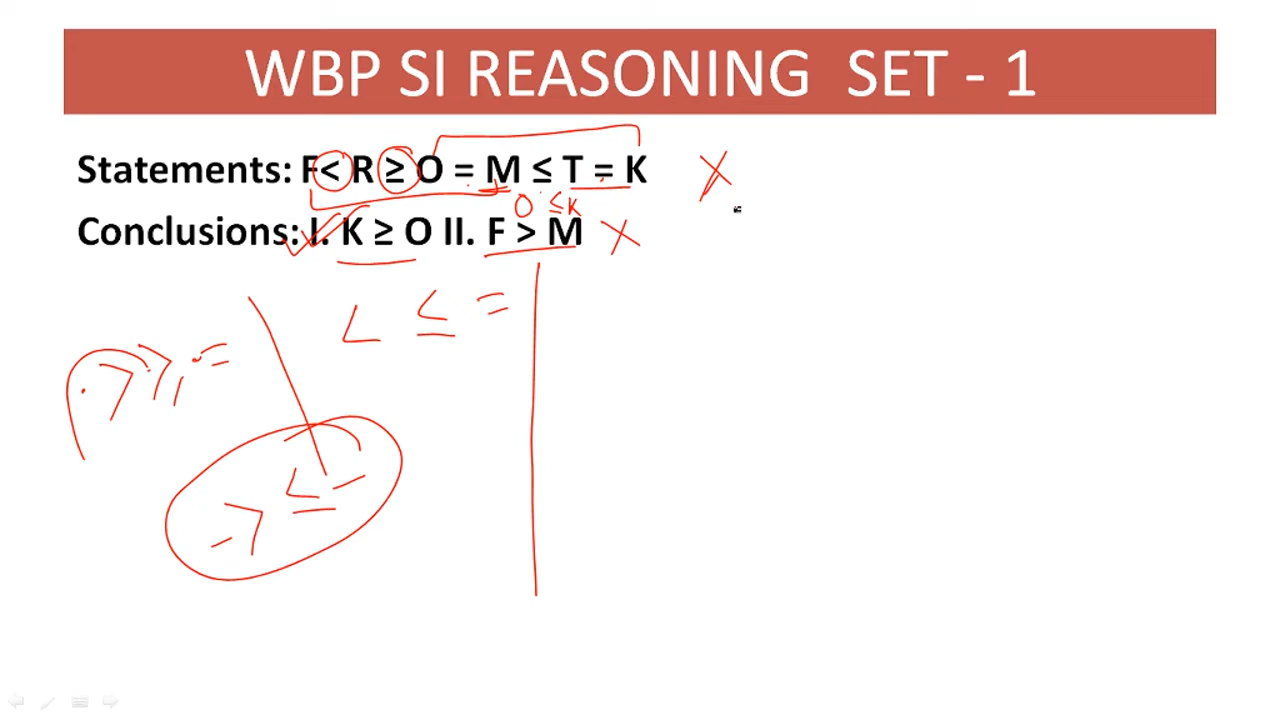 WBP SI REASONING SET - 1
Statements: F< R ≥ O = M ≤ T = K
O ≤ K
Conclusions: I. K ≥ O II. F > M
< ≤ =